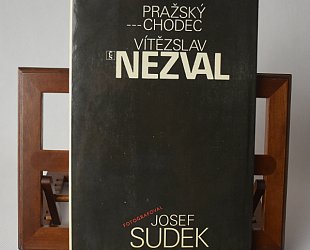 PRAŽSKÝ
---CHODEC
VÍTĚZSLAV
NEZVAL
FOTOGRAFOVAL
JOSEF
SUDEK